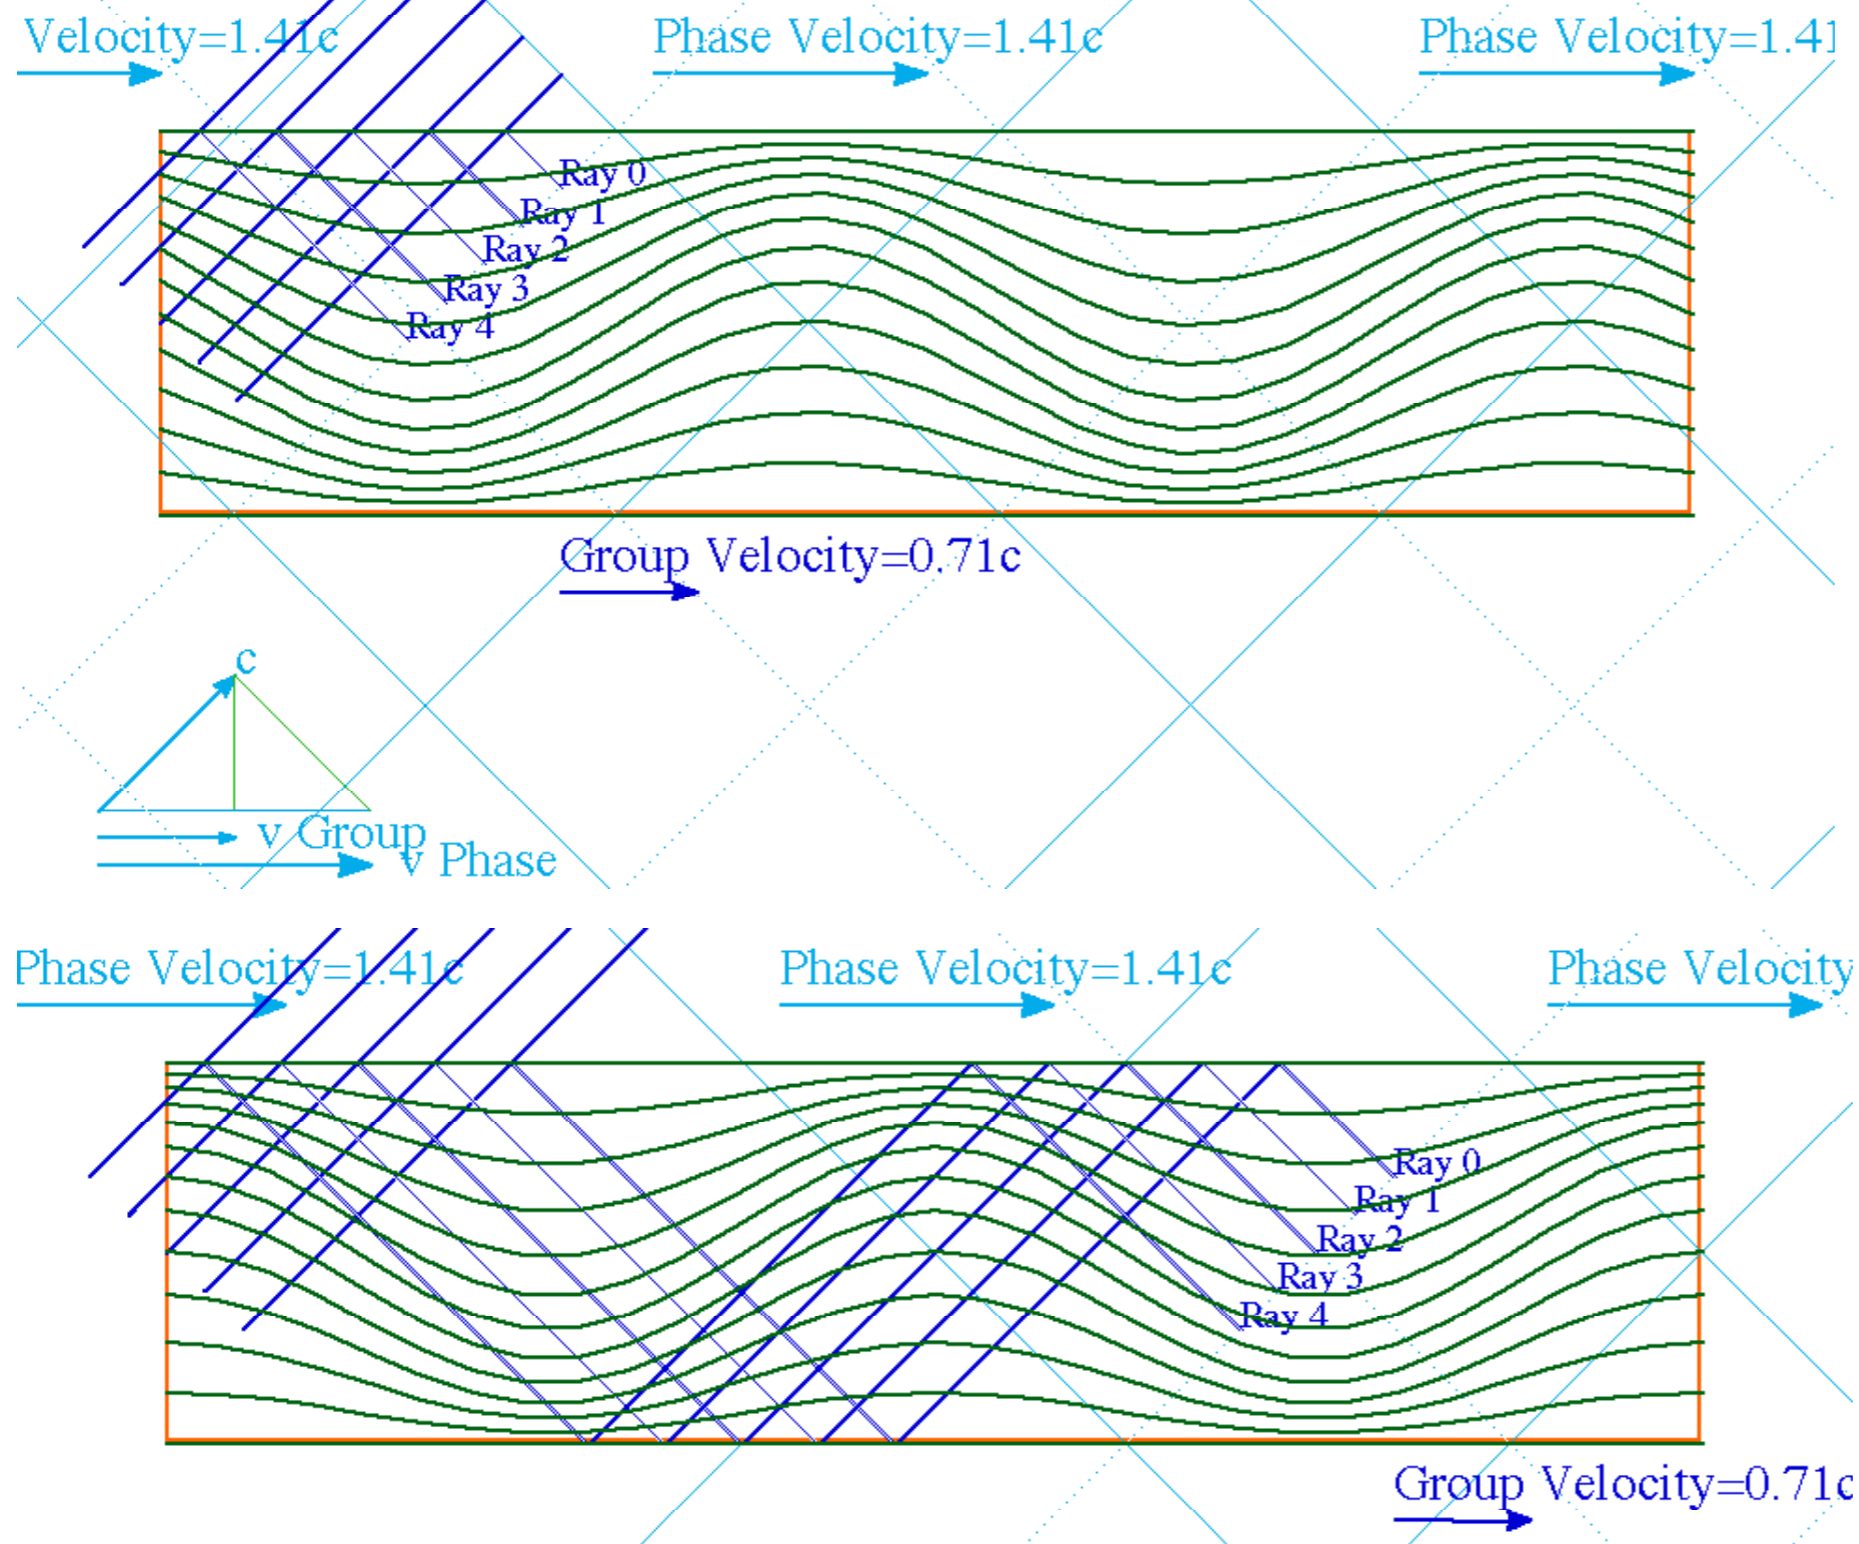 Velocity=1.41c
Phase Velocity=1.41c
Phase Velocity=1.41
Ray 0
Ray 1
Ray 2
Ray 3
Ray 4
Group Velocity=0.71c
c
v Group
v Phase
Phase Velocity=1.41c
Phase Velocity=1.41c
Phase Velocity
Ray 0
Ray 1
Ray 2
Ray 3
Ray 4
Group Velocity=0.71c